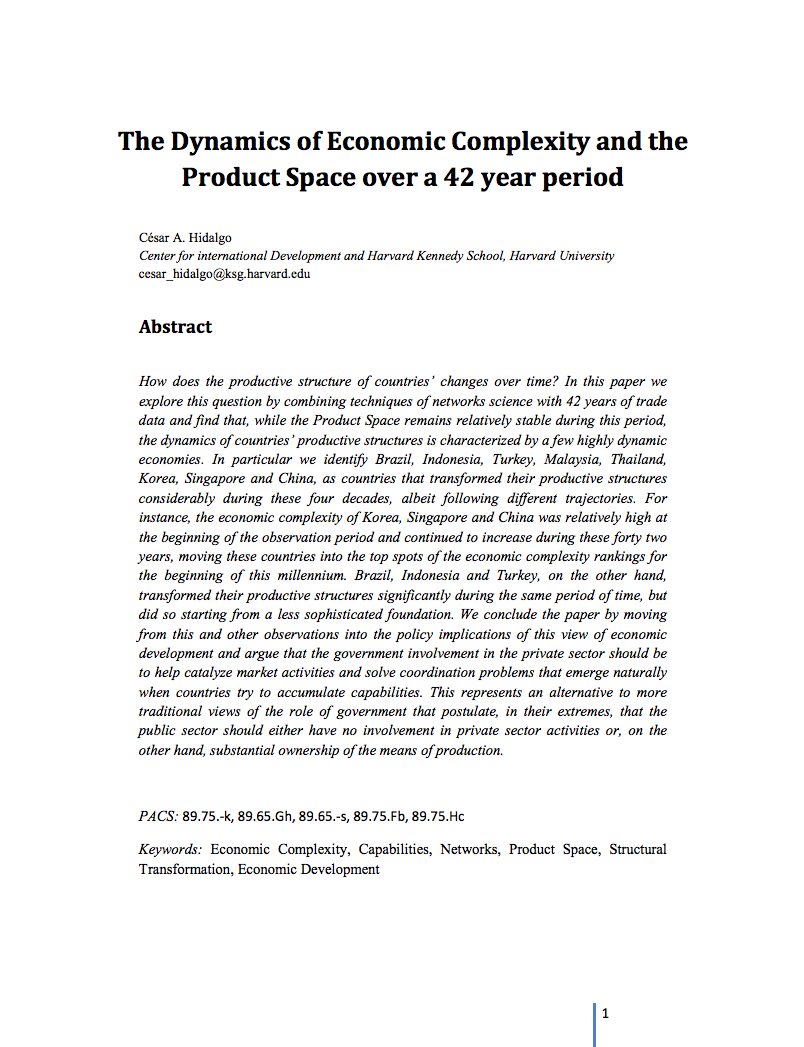 The Dynamics of Economic Complexity and the
Product Space over a 42 year period
César A. Hidalgo
Center for international Development and Harvard Kennedy School, Harvard University
cesar_hidalgo@ksg.harvard.edu
Abstract
How does the productive structure of countries' changes over time? In this paper we
explore this question by combining techniques of networks science with 42 years of trade
data and find that, while the Product Space remains relatively stable during this period,
the dynamics of countries' productive structures is characterized by a few highly dynamic
economies. In particular we identify Brazil, Indonesia, Turkey, Malaysia, Thailand,
Korea, Singapore and China, as countries that transformed their productive structures
considerably during these four decades, albeit following different trajectories. For
instance, the economic complexity of Korea, Singapore and China was relatively high at
the beginning of the observation period and continued to increase during these forty two
years, moving these countries into the top spots of the economic complexity rankings for
the beginning of this millennium. Brazil, Indonesia and Turkey, on the other hand,
transformed their productive structures significantly during the same period of time, but
did so starting from a less sophisticated foundation. We conclude the paper by moving
from this and other observations into the policy implications of this view of economic
development and argue that the government involvement in the private sector should be
to help catalyze market activities and solve coordination problems that emerge naturally
when countries try to accumulate capabilities. This represents an alternative to more
traditional views of the role of government that postulate, in their extremes, that the
public sector should either have no involvement in private sector activities or, on the
other hand, substantial ownership of the means of production.
PACS: 89.75.-k, 89.65.Gh, 89.65.-s, 89.75.Fb, 89.75.Hc
Keywords: Economic Complexity, Capabilities, Networks, Product Space, Structural
Transformation, Economic Development
1